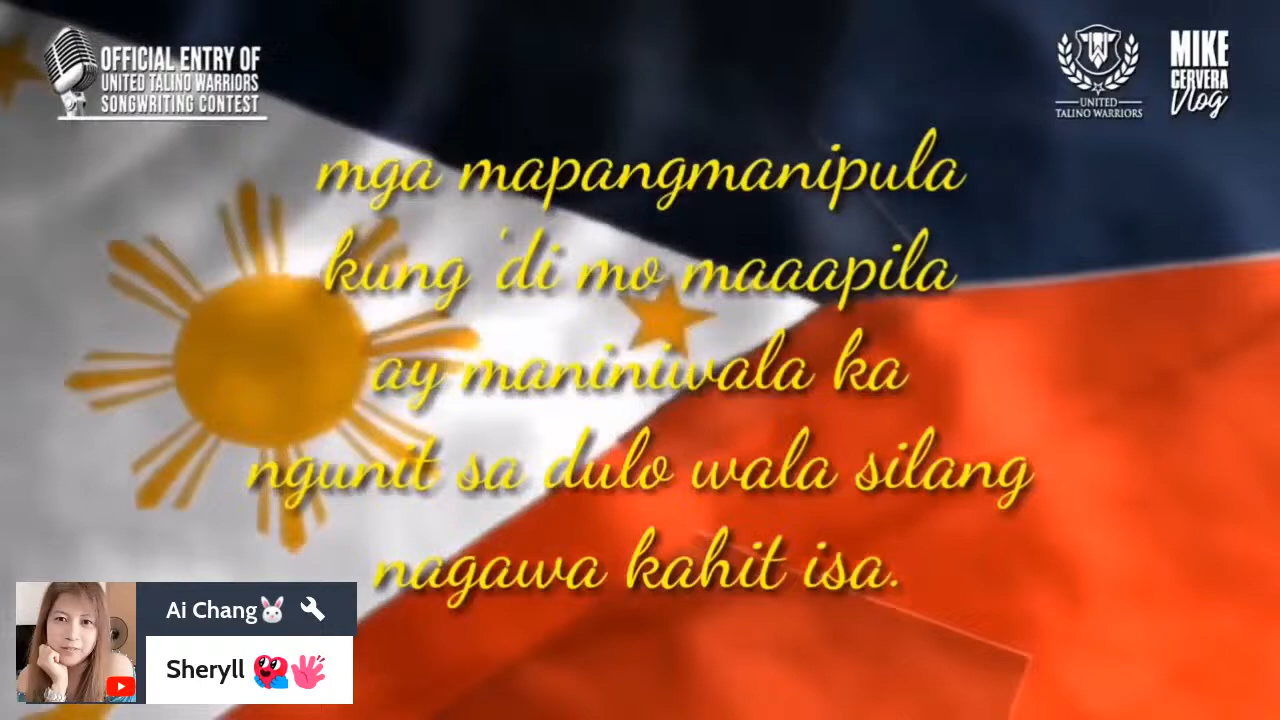 OFFICIAL ENTRY OF
UNITED TALINO WARRIORS
SONGWRITING CONTEST
UNITED
TALINO WARRIORS
MIKE
CERVERA
Vlog
mga mapangmanipula
kung 'di mo maaapila
ay maniniwala ka
ngunit sa dulo wala silang
nagawa kahit isa.
Ai Chang🐰 🔧
Sheryll